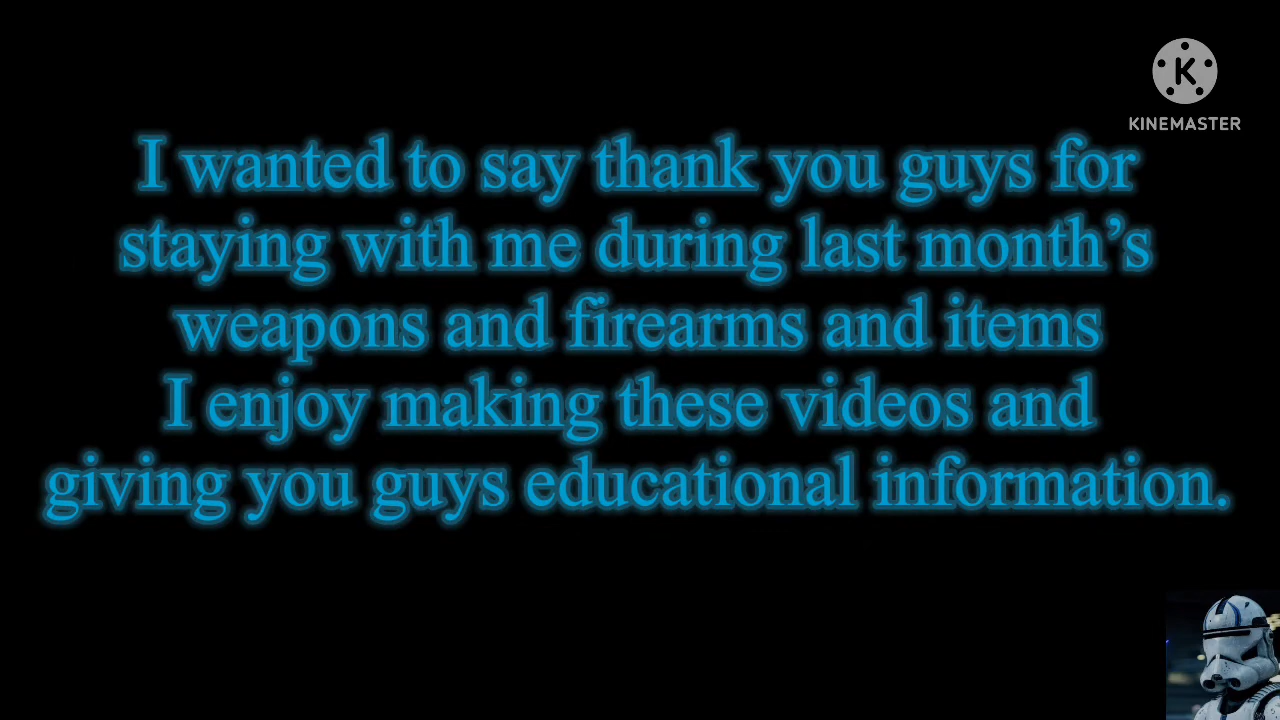 KINEMASTER
I wanted to say thank you guys for
staying with me during last month’s
weapons and firearms and items
I enjoy making these videos and
giving you guys educational information.